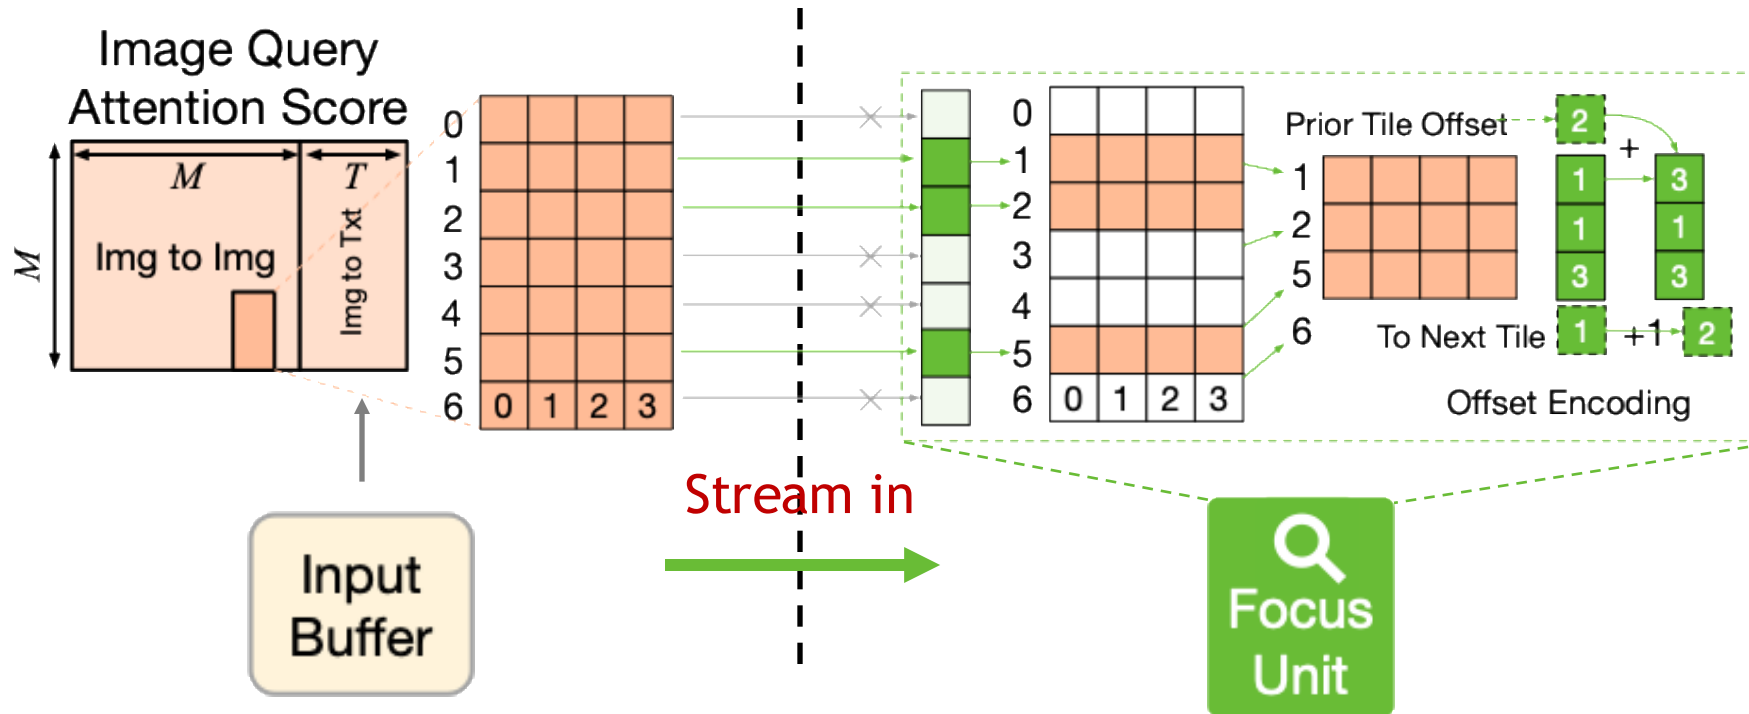 Image Query
Attention Score
M
T
M
Img to Img
Img to Txt
0
1
2
3
4
5
6
0 1 2 3
Input
Buffer
Stream in
0
1
2
3
4
5
6
0 1 2 3
1
2
5
6
Prior Tile Offset
2
+
1 3
1 1
3 3
To Next Tile 1 +1 2
Offset Encoding
Focus
Unit